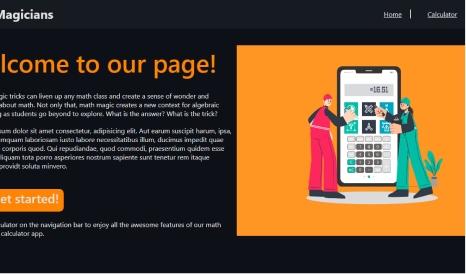 Magicians
Home | Calculator
lcome to our page!
gic tricks can liven up any math class and create a sense of wonder and
about math. Not only that, math magic creates a new context for algebraic
g as students go beyond to explore. What is the answer? What is the trick?
sum dolor sit amet consectetur, adipisicing elit. Aut earum suscipit harum, ipsa,
umquam laboriosam iusto labore necessitatibus illum, ducimus impedit quae
corporis quod. Qui repudiandae, quod commodi, praesentium quidem esse
liquam tota porro asperiores nostrum sapiente sunt tenetur rem itaque
provident soluta minvero.
et started!
ulator on the navigation bar to enjoy all the awesome features of our math
calculator app.
=16.51